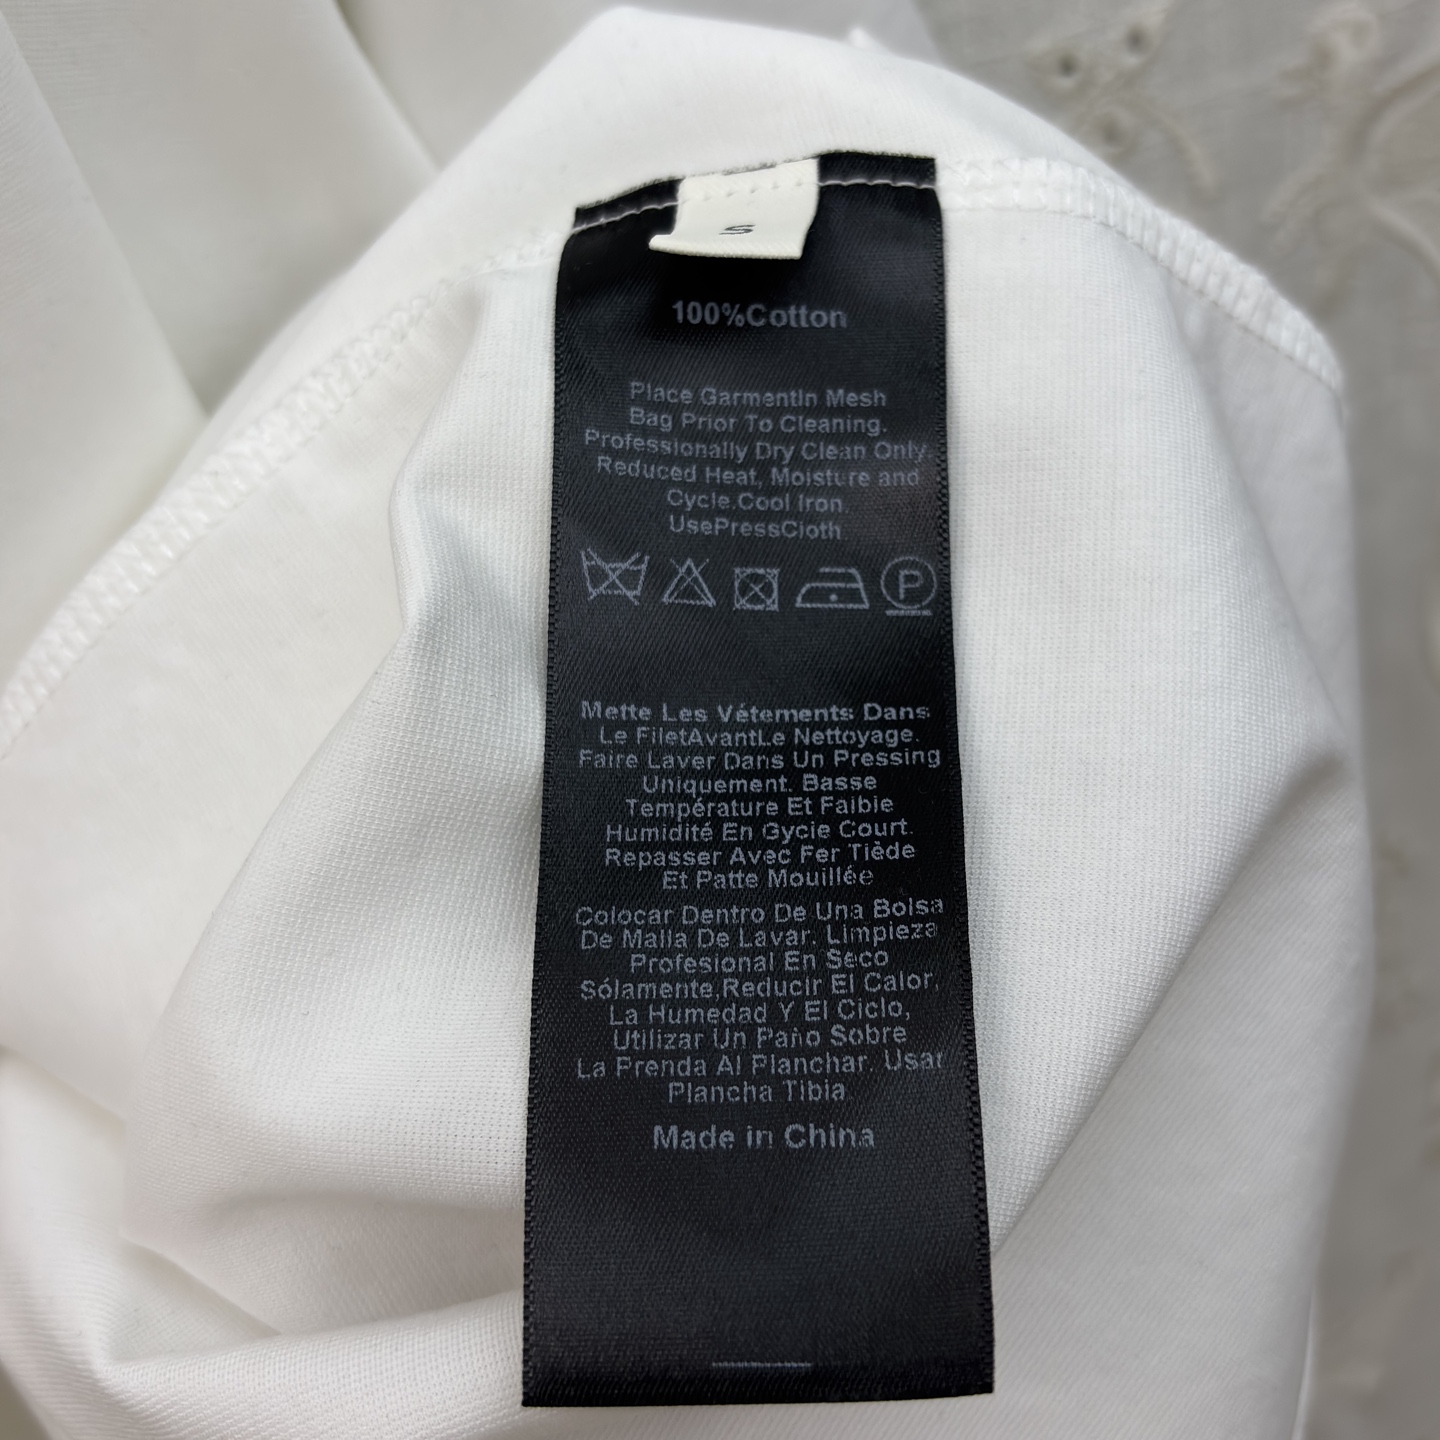 S
100%Cotton
Place GarmentIn Mesh
Bag Prior To Cleaning.
Professionally Dry Clean Only.
Reduced Heat, Moisture and
Cycle.Cool Iron.
UsePressCloth
P
Mette Les Vétements Dans
Le FiletAvantLe Nettoyage.
Faire Laver Dans Un Pressing
Uniquement. Basse
Température Et Faibie
Humidité En Gycie Court.
Repasser Avec Fer Tiède
Et Patte Mouillée
Colocar Dentro De Una Bolsa
De Malla De Lavar. Limpieza
Profesional En Seco
Sólamente,Reducir El Calor,
La Humedad Y El Ciclo,
Utilizar Un Paño Sobre
La Prenda Al Planchar. Usar
Plancha Tibia
Made in China